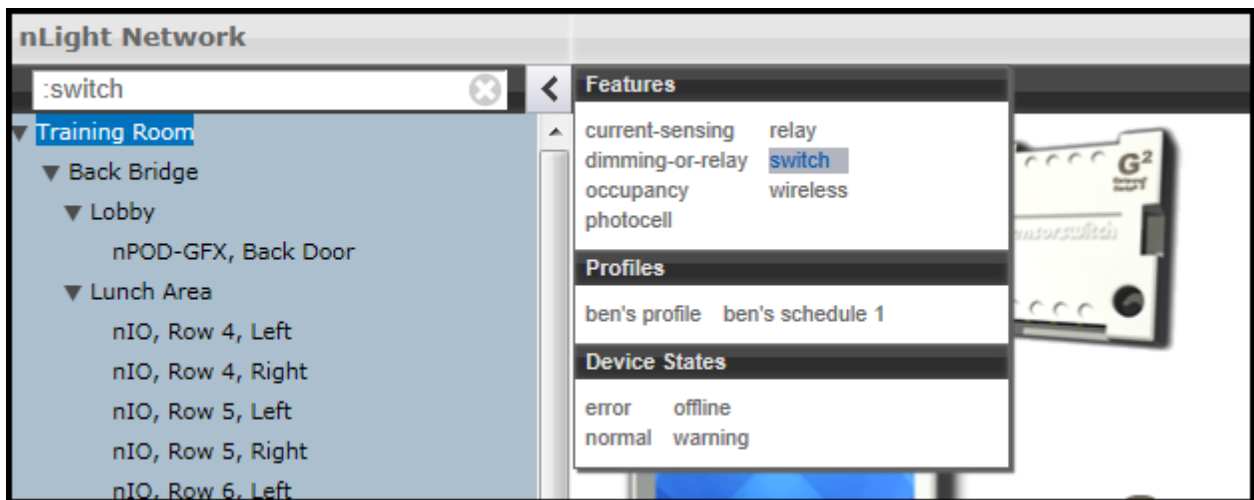 nLight Network
:switch
Training Room
Back Bridge
Lobby
nPOD-GFX, Back Door
Lunch Area
nIO, Row 4, Left
nIO, Row 4, Right
nIO, Row 5, Left
nIO, Row 5, Right
nIO, Row 6, Left
Features
current-sensing relay
dimming-or-relay switch
occupancy wireless
photocell
Profiles
ben's profile ben's schedule 1
Device States
error offline
normal warning
G2